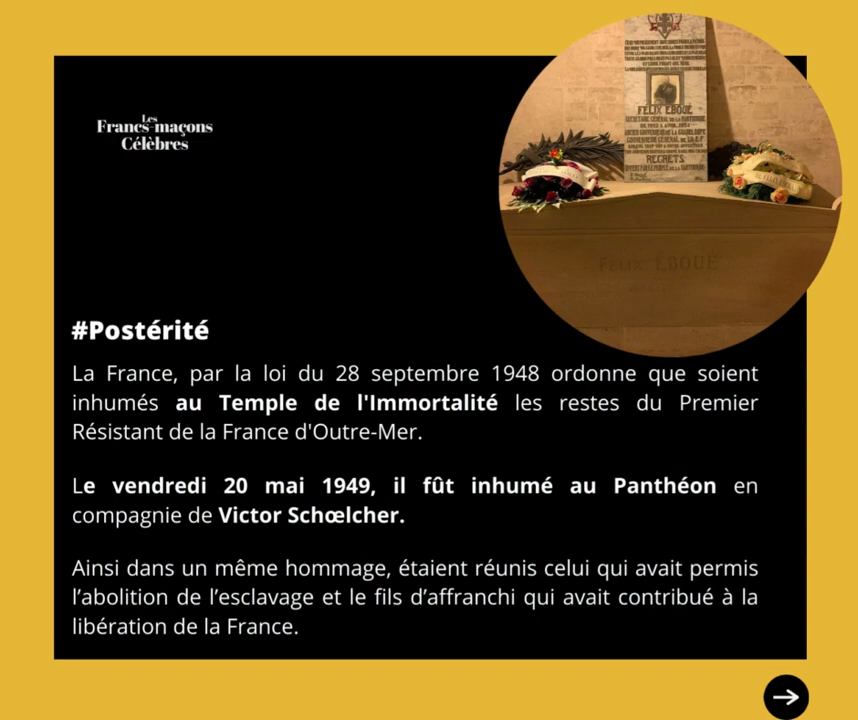 Les
Francs-maçons
Célèbres
FELIX EBOUE
REGRETS
FELIX ÉBOUÉ
#Postérité
La France, par la loi du 28 septembre 1948 ordonne que soient
inhumés au Temple de l'Immortalité les restes du Premier
Résistant de la France d'Outre-Mer.
Le vendredi 20 mai 1949, il fût inhumé au Panthéon en
compagnie de Victor Schœlcher.
Ainsi dans un même hommage, étaient réunis celui qui avait permis
l’abolition de l’esclavage et le fils d’affranchi qui avait contribué à la
libération de la France.